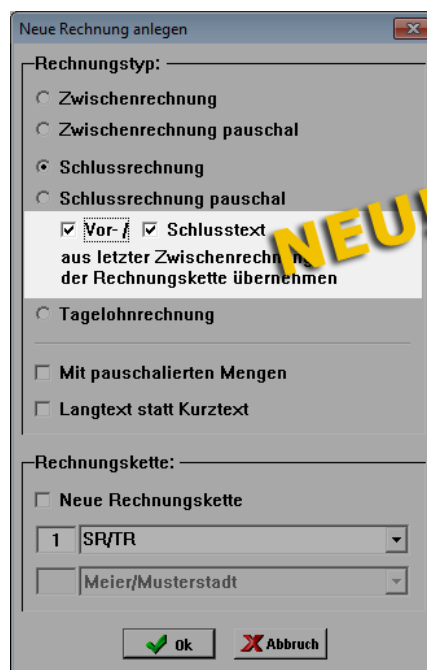 Neue Rechnung anlegen
Rechnungstyp:
Zwischenrechnung
Zwischenrechnung pauschal
Schlussrechnung
Schlussrechnung pauschal
Vor- / Schlusstext
NEU!
aus letzter Zwischenrechnung
der Rechnungskette übernehmen
Tagelohnrechnung
Mit pauschalierten Mengen
Langtext statt Kurztext
Rechnungskette:
Neue Rechnungskette
1 SR/TR
Meier/Musterstadt
Ok Abbruch